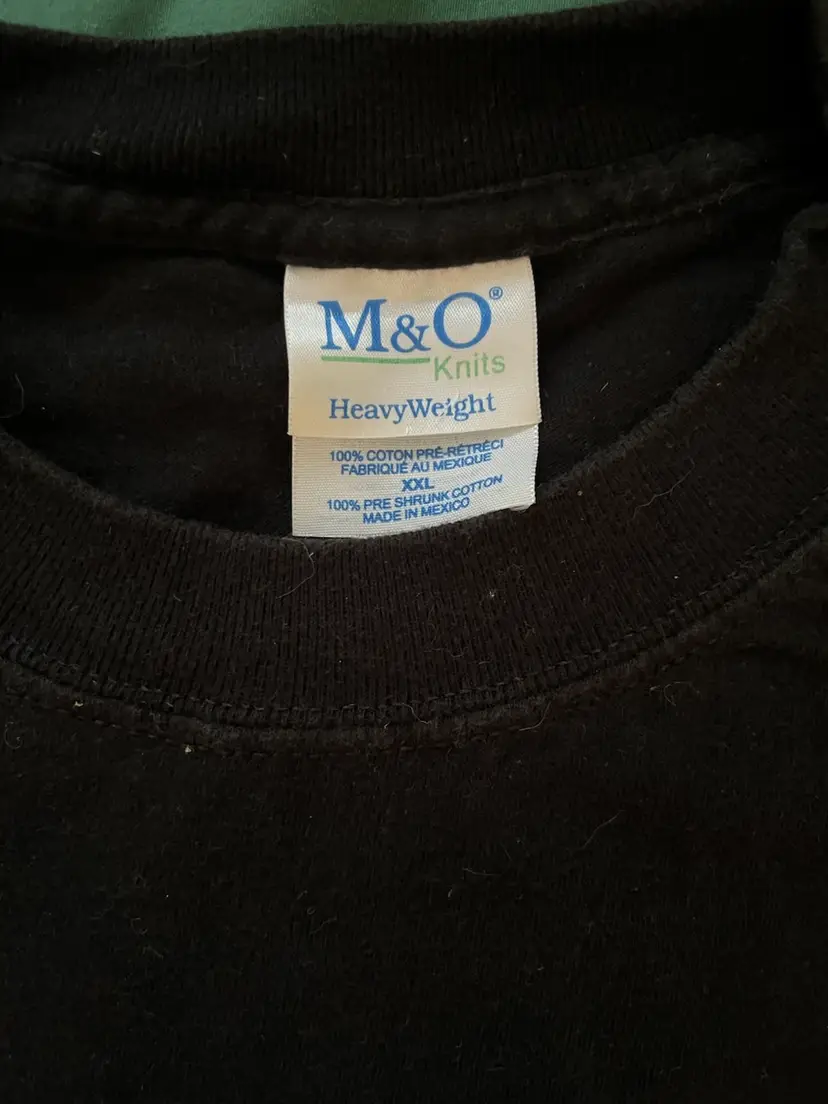 M&O®
Knits
HeavyWeight
100% COTON PRÉ-RÉTRÉCI
FABRIQUÉ AU MEXIQUE
XXL
100% PRE SHRUNK COTTON
MADE IN MEXICO